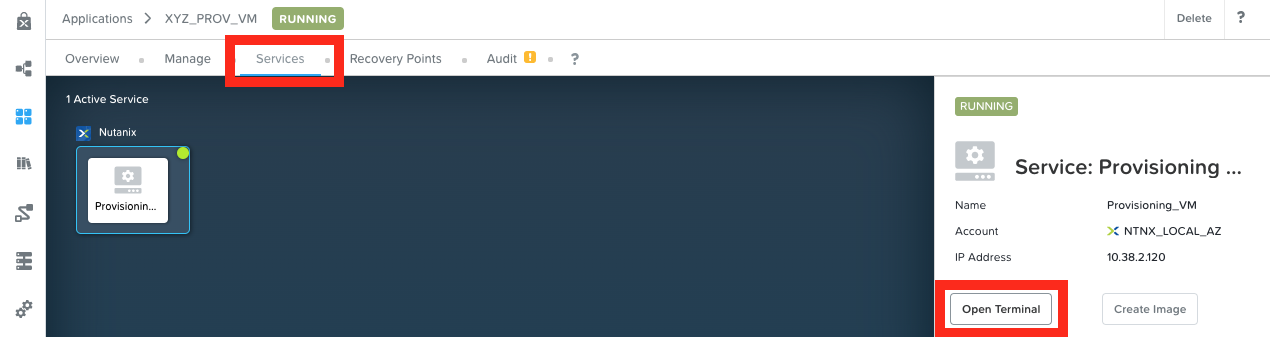 Applications > XYZ_PROV_VM RUNNING Delete ?
Overview Manage Services Recovery Points Audit ! ?
1 Active Service
Nutanix
Provisionin...
RUNNING
Service: Provisioning ...
Name Provisioning_VM
Account NTNX_LOCAL_AZ
IP Address 10.38.2.120
Open Terminal Create Image